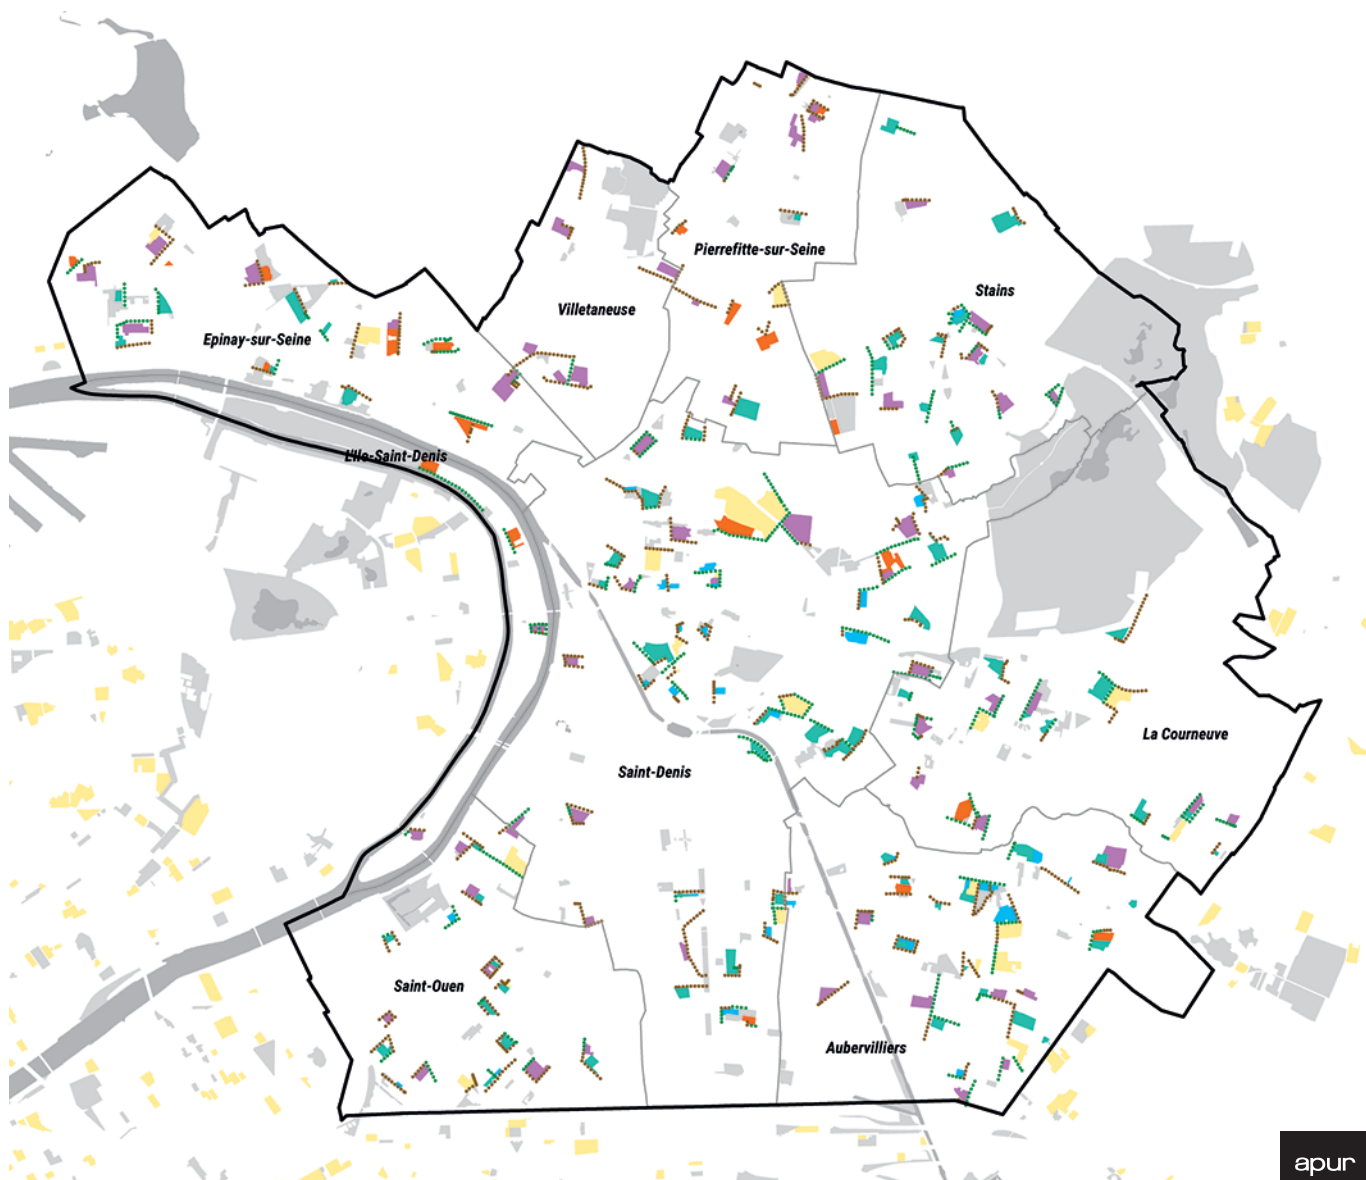 Pierrefitte-sur-Seine
Stains
Villetaneuse
Epinay-sur-Seine
L'Ile-Saint-Denis
La Courneuve
Saint-Denis
Saint-Ouen
Aubervilliers
apur